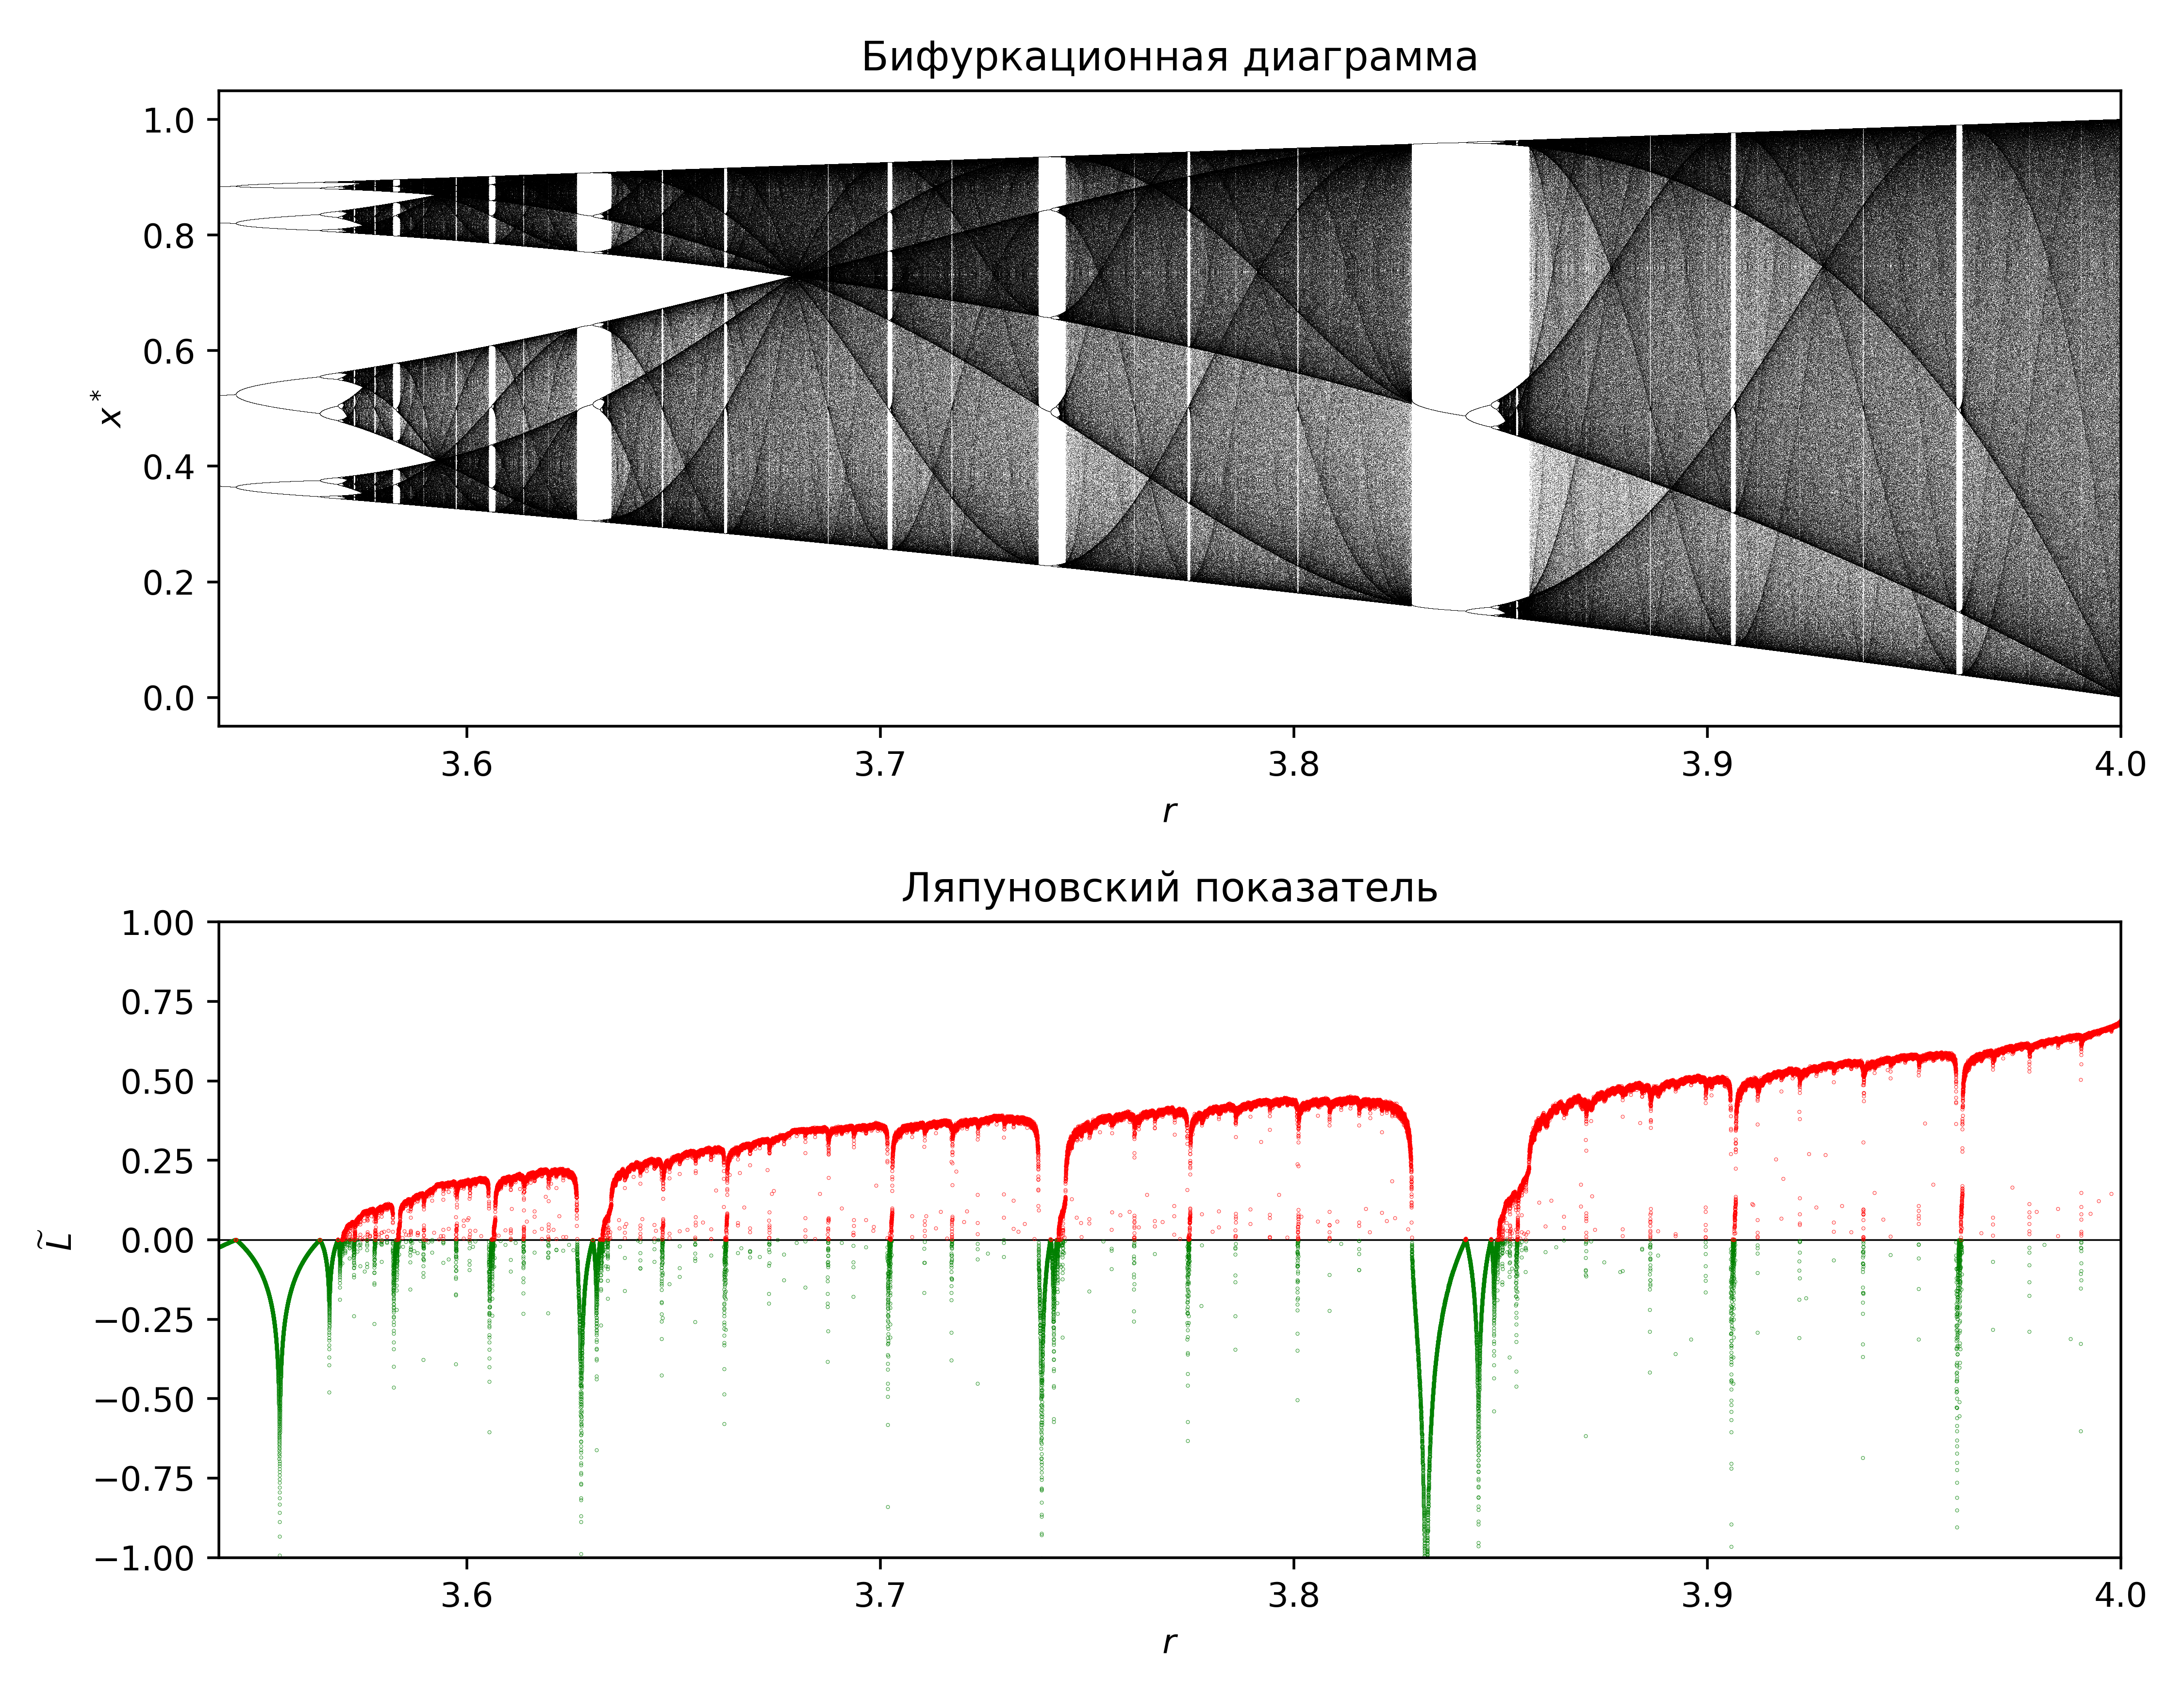 Бифуркационная диаграмма
1.0
0.8
0.6
0.4
0.2
0.0
x*
3.6 3.7 3.8 3.9 4.0
r
Ляпуновский показатель
1.00
0.75
0.50
0.25
0.00
−0.25
−0.50
−0.75
−1.00
L̃
3.6 3.7 3.8 3.9 4.0
r